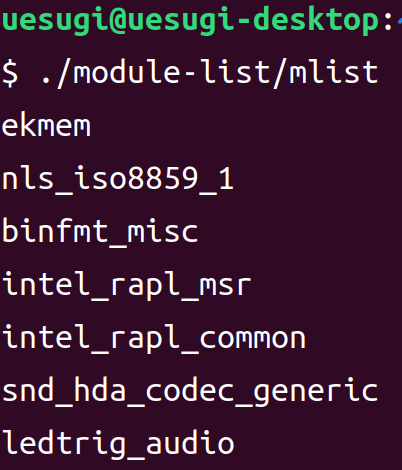 uesugi@uesugi-desktop:~
$ ./module-list/mlist
ekmem
nls_iso8859_1
binfmt_misc
intel_rapl_msr
intel_rapl_common
snd_hda_codec_generic
ledtrig_audio